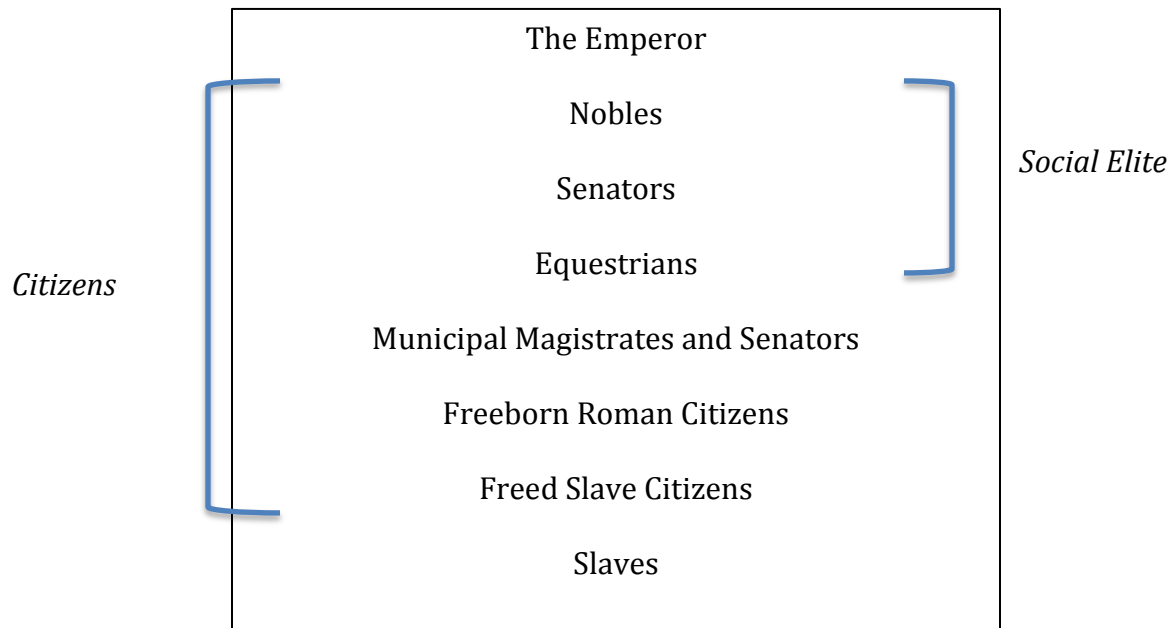 The Emperor
Nobles
Social Elite
Senators
Equestrians
Citizens
Municipal Magistrates and Senators
Freeborn Roman Citizens
Freed Slave Citizens
Slaves